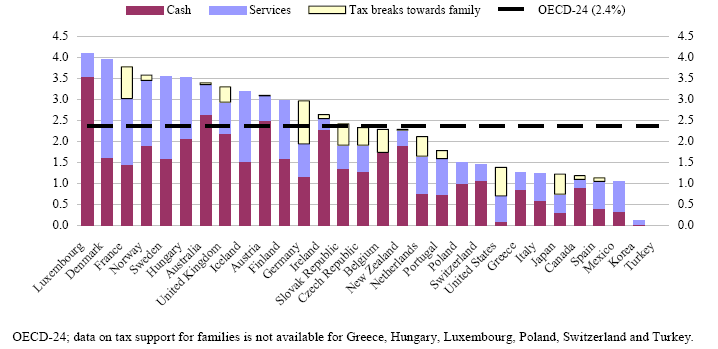 Cash Services Tax breaks towards family OECD-24 (2.4%)
4.5 4.5
4.0 4.0
3.5 3.5
3.0 3.0
2.5 2.5
2.0 2.0
1.5 1.5
1.0 1.0
0.5 0.5
0.0 0.0
Luxembourg
Denmark
France
Norway
Sweden
Hungary
Australia
United Kingdom
Iceland
Austria
Finland
Germany
Ireland
Slovak Republic
Czech Republic
Belgium
New Zealand
Netherlands
Portugal
Poland
Switzerland
United States
Greece
Italy
Japan
Canada
Spain
Mexico
Korea
Turkey
OECD-24; data on tax support for families is not available for Greece, Hungary, Luxembourg, Poland, Switzerland and Turkey.